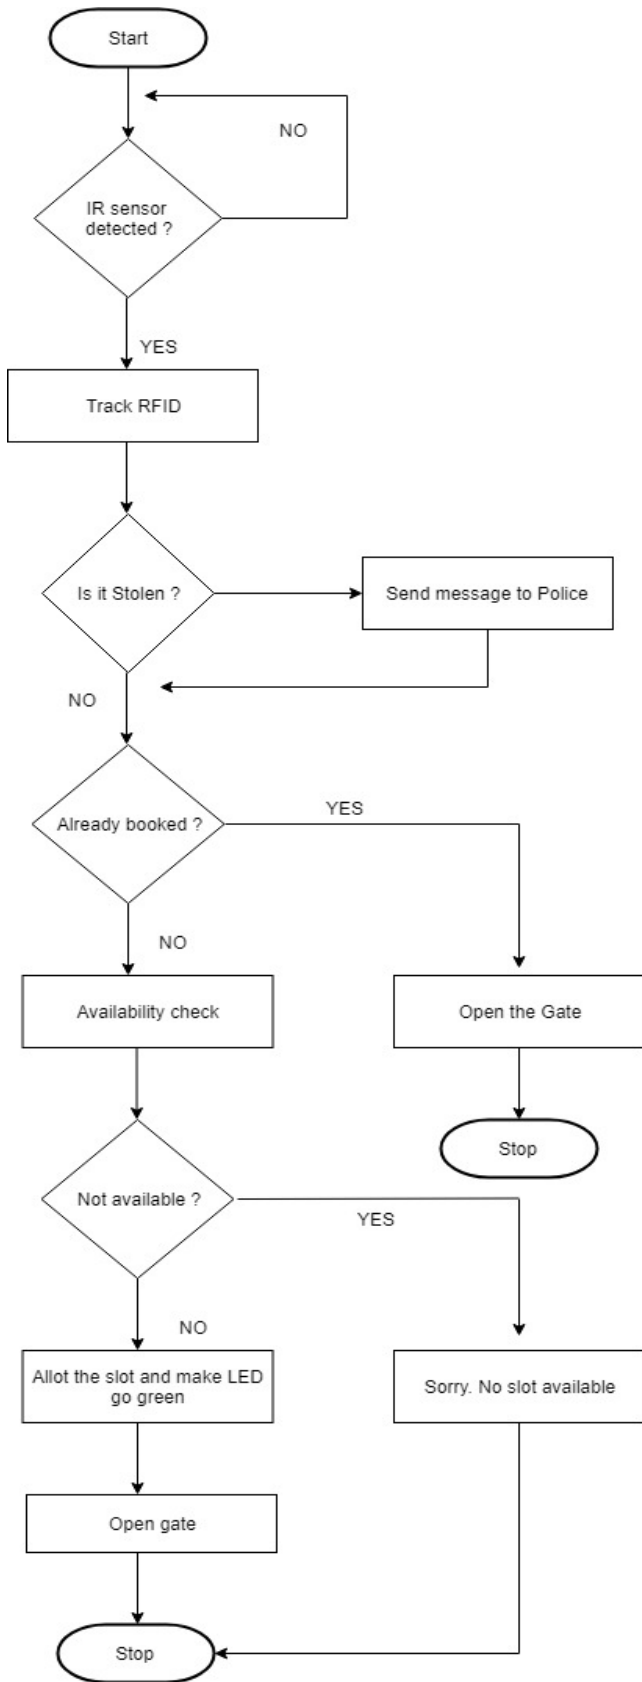 Start
NO
IR sensor
detected ?
YES
Track RFID
Is it Stolen ?
Send message to Police
NO
Already booked ?
YES
NO
Availability check
Open the Gate
Stop
Not available ?
YES
NO
Allot the slot and make LED
go green
Sorry. No slot available
Open gate
Stop